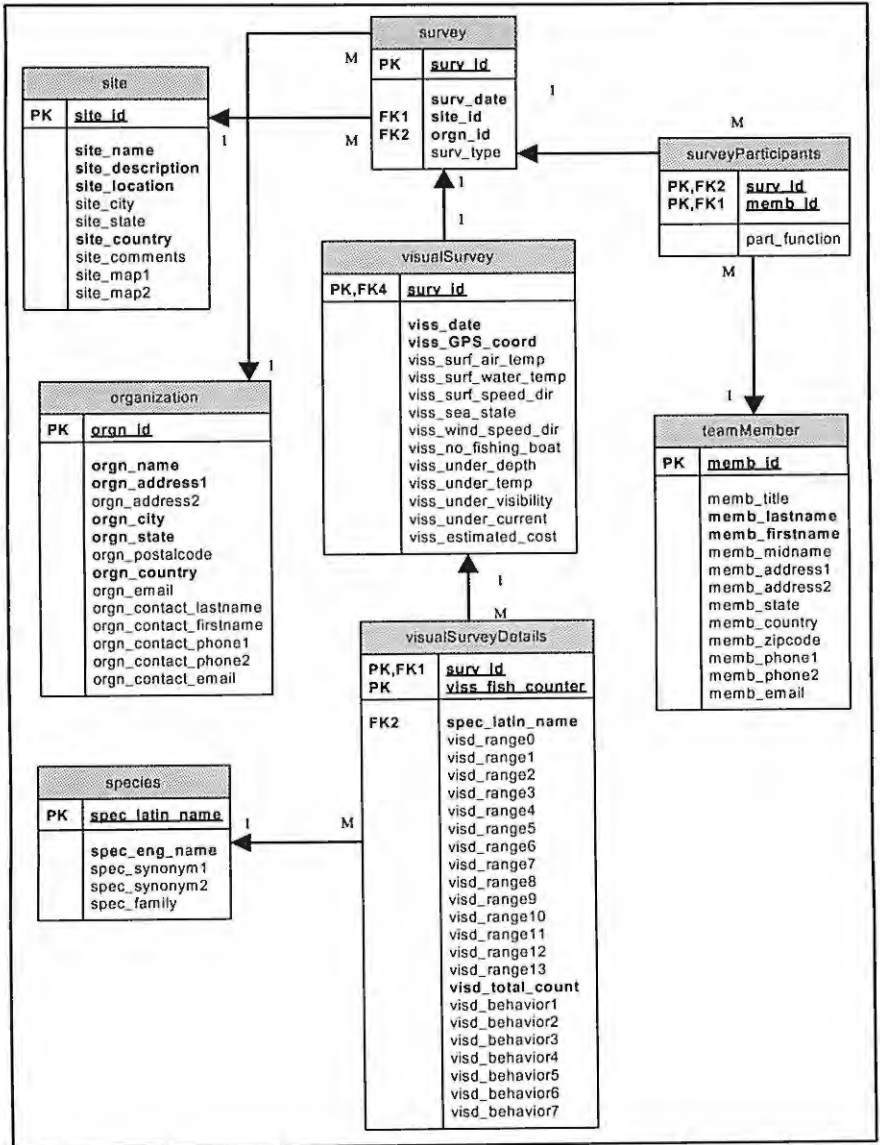 survey
PK surv_id
surv_date
FK1 site_id
FK2 orgn_id
surv_type
M
M
1
1
M
site
PK site_id
site_name
site_description
site_location
site_city
site_state
site_country
site_comments
site_map1
site_map2
surveyParticipants
PK,FK2 surv_id
PK,FK1 memb_id
part_function
M
1
1
1
visualSurvey
PK,FK4 surv_id
viss_date
viss_GPS_coord
viss_surf_air_temp
viss_surf_water_temp
viss_surf_speed_dir
viss_sea_state
viss_wind_speed_dir
viss_no_fishing_boat
viss_under_depth
viss_under_temp
viss_under_visibility
viss_under_current
viss_estimated_cost
1
organization
PK orgn_id
orgn_name
orgn_address1
orgn_address2
orgn_city
orgn_state
orgn_postalcode
orgn_country
orgn_email
orgn_contact_lastname
orgn_contact_firstname
orgn_contact_phone1
orgn_contact_phone2
orgn_contact_email
teamMember
PK memb_id
memb_title
memb_lastname
memb_firstname
memb_midname
memb_address1
memb_address2
memb_state
memb_country
memb_zipcode
memb_phone1
memb_phone2
memb_email
1
M
visualSurveyDetails
PK,FK1 surv_id
PK viss_fish_counter
FK2 spec_latin_name
visd_range0
visd_range1
visd_range2
visd_range3
visd_range4
visd_range5
visd_range6
visd_range7
visd_range8
visd_range9
visd_range10
visd_range11
visd_range12
visd_range13
visd_total_count
visd_behavior1
visd_behavior2
visd_behavior3
visd_behavior4
visd_behavior5
visd_behavior6
visd_behavior7
species
PK spec_latin_name
spec_eng_name
spec_synonym1
spec_synonym2
spec_family
1
M